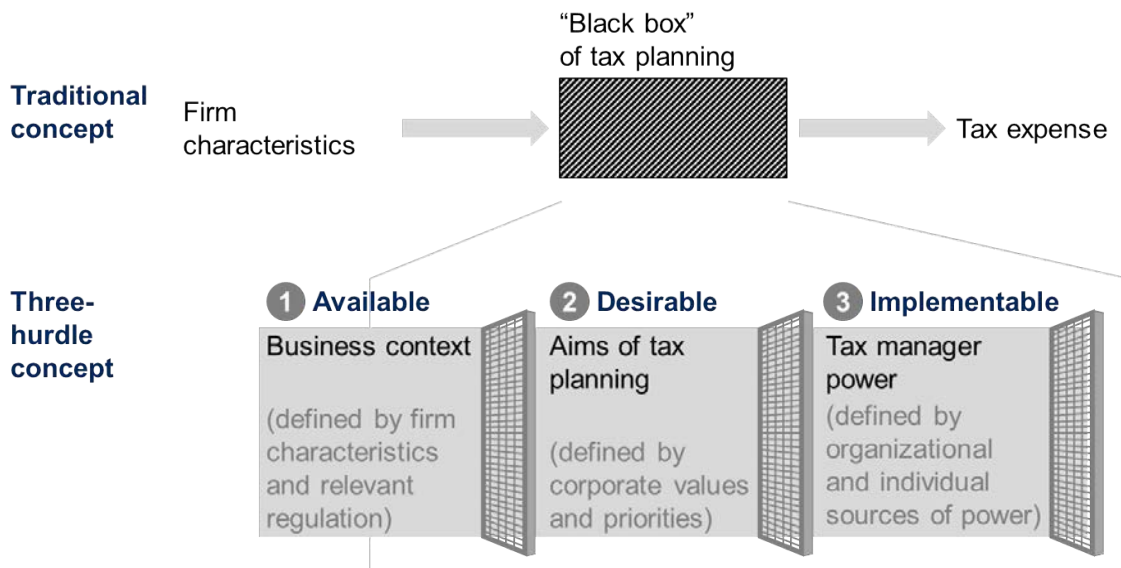 “Black box”
of tax planning
Traditional
concept
Firm
characteristics
Tax expense
Three-
hurdle
concept
1 Available
Business context
(defined by firm
characteristics
and relevant
regulation)
2 Desirable
Aims of tax
planning
(defined by
corporate values
and priorities)
3 Implementable
Tax manager
power
(defined by
organizational
and individual
sources of power)